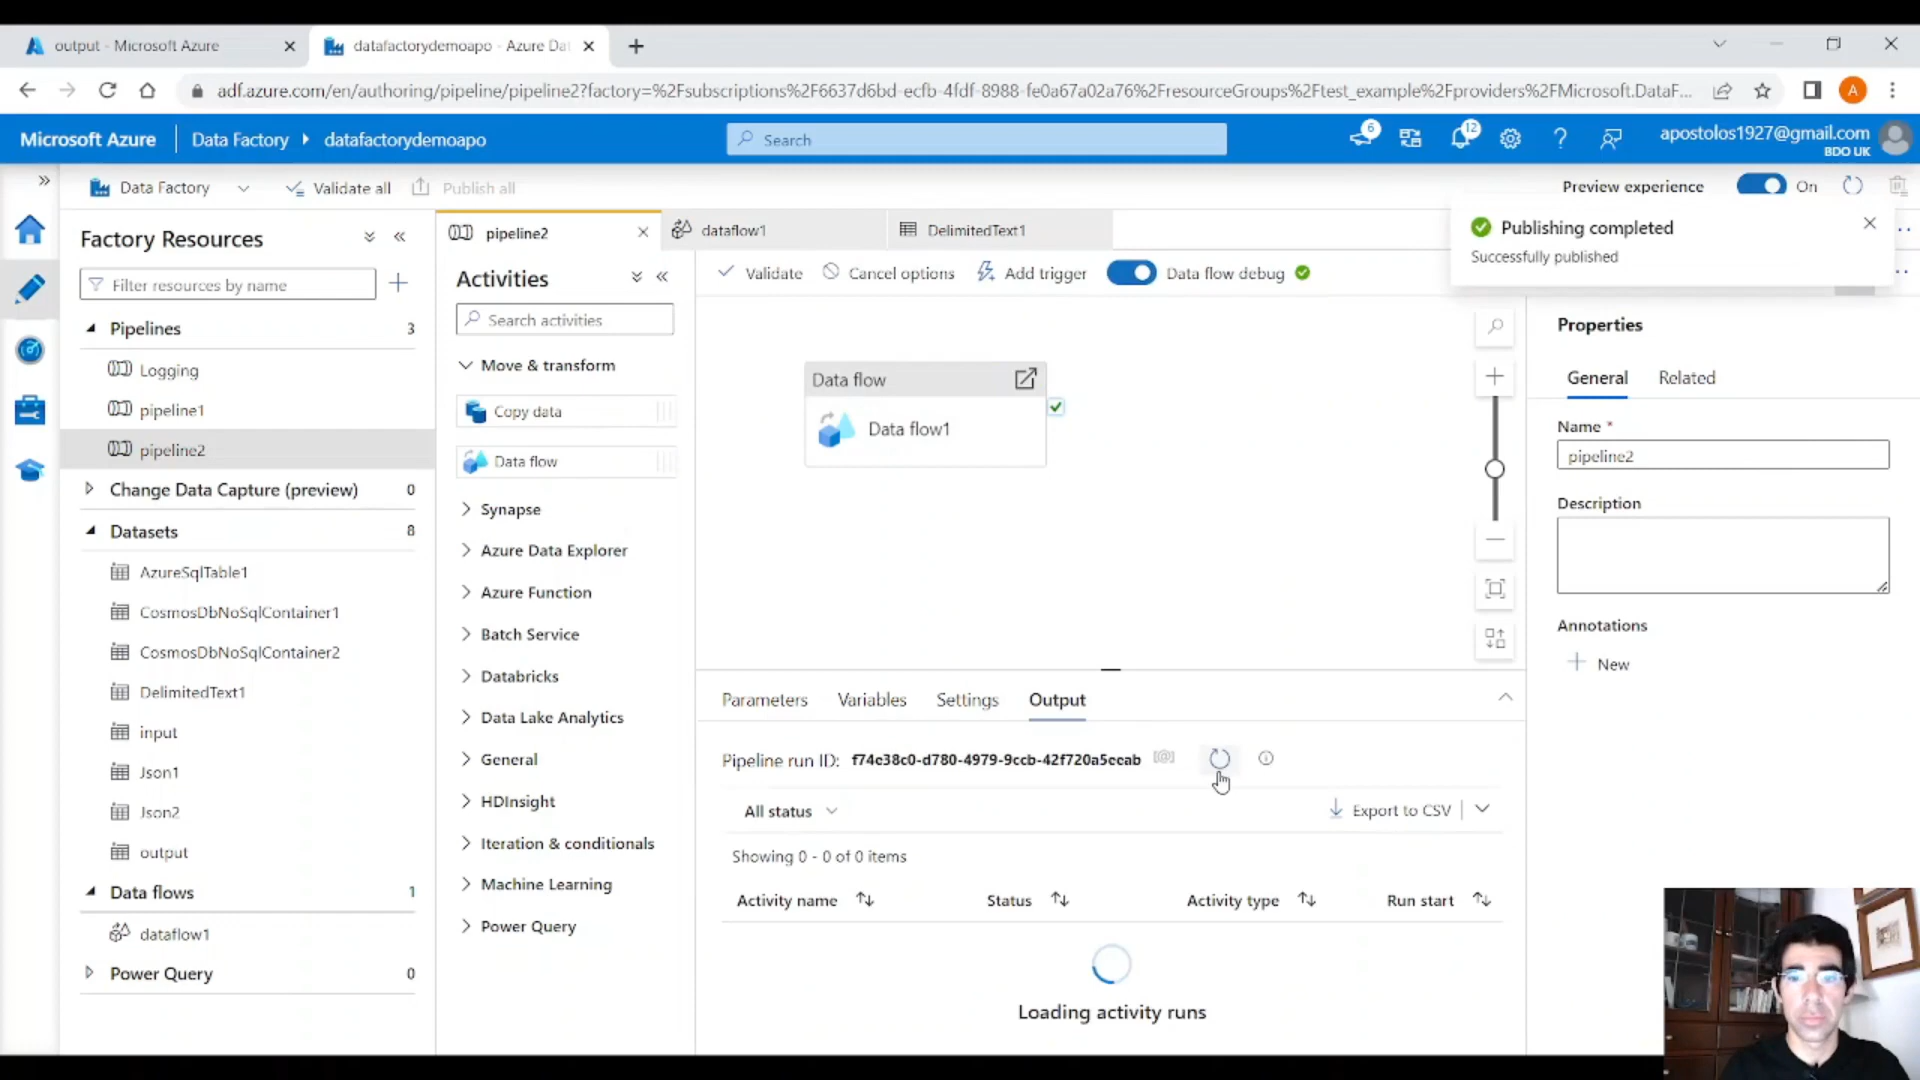 output - Microsoft Azure
datafactorydemoapo - Azure Dat
adf.azure.com/en/authoring/pipeline/pipeline2?factory=%2Fsubscriptions%2F6637d6bd-ecfb-4fdf-8988-fe0a67a02a76%2FresourceGroups%2Ftest_example%2Fproviders%2FMicrosoft.DataF...
A
Microsoft Azure
Data Factory
datafactorydemoapo
Search
6
12
apostolos1927@gmail.com
BDO UK
Data Factory
Validate all
Publish all
Preview experience
On
Publishing completed
Successfully published
Factory Resources
Filter resources by name
Pipelines 3
Logging
pipeline1
pipeline2
Change Data Capture (preview) 0
Datasets 8
AzureSqlTable1
CosmosDbNoSqlContainer1
CosmosDbNoSqlContainer2
DelimitedText1
input
Json1
Json2
output
Data flows 1
dataflow1
Power Query 0
pipeline2
dataflow1
DelimitedText1
Activities
Search activities
Move & transform
Copy data
Data flow
Synapse
Azure Data Explorer
Azure Function
Batch Service
Databricks
Data Lake Analytics
General
HDInsight
Iteration & conditionals
Machine Learning
Power Query
Validate
Cancel options
Add trigger
Data flow debug
Data flow
Data flow1
Parameters
Variables
Settings
Output
Pipeline run ID: f74e38c0-d780-4979-9ccb-42f720a5eeab
All status
Export to CSV
Showing 0 - 0 of 0 items
Activity name
Status
Activity type
Run start
Loading activity runs
Properties
General
Related
Name *
pipeline2
Description
Annotations
New